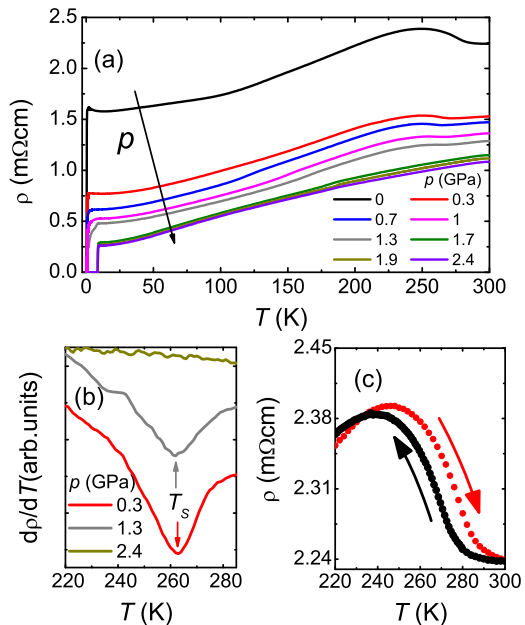 (a)
ρ (mΩcm)
2.5
2.0
1.5
1.0
0.5
0.0
p
p (GPa)
0 0.3
0.7 1
1.3 1.7
1.9 2.4
50 100 150 200 250 300
T (K)
(b)
dρ/dT(arb.units)
p (GPa)
0.3
1.3
2.4
T_S
220 240 260 280
T (K)
(c)
ρ (mΩcm)
2.45
2.38
2.31
2.24
220 240 260 280 300
T (K)